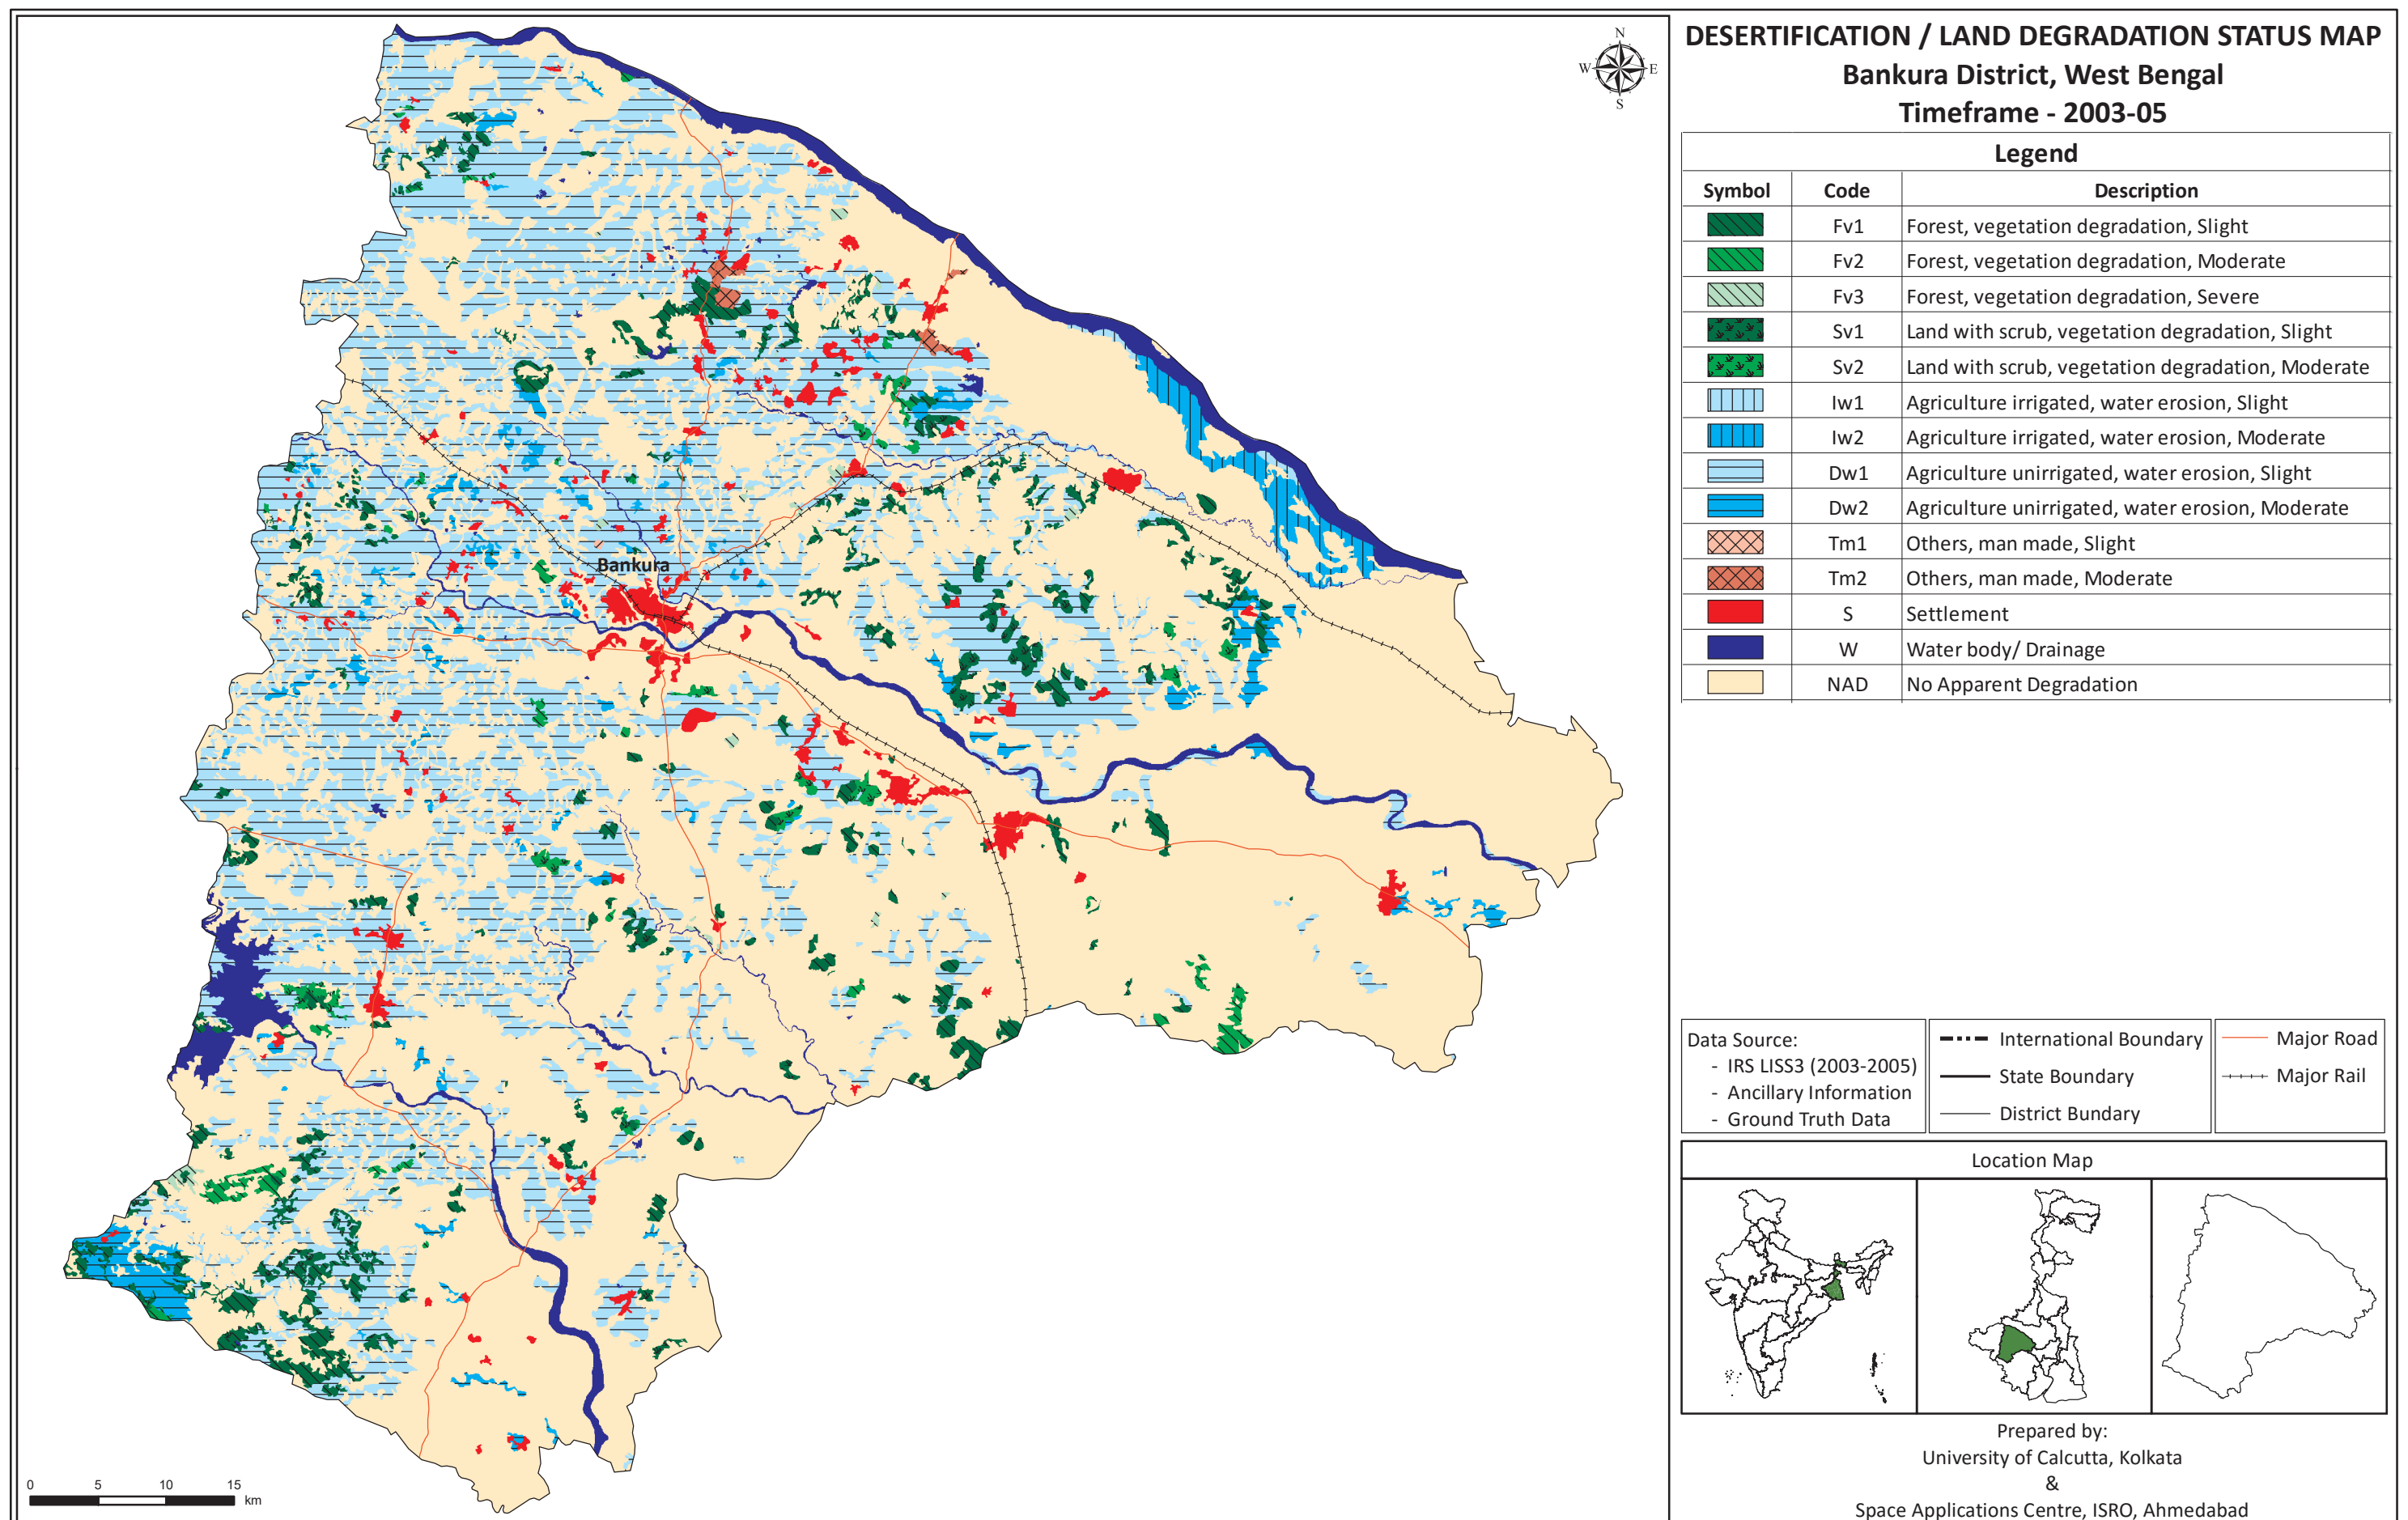 DESERTIFICATION / LAND DEGRADATION STATUS MAP
Bankura District, West Bengal
Timeframe - 2003-05
Legend
Symbol Code Description
Fv1 Forest, vegetation degradation, Slight
Fv2 Forest, vegetation degradation, Moderate
Fv3 Forest, vegetation degradation, Severe
Sv1 Land with scrub, vegetation degradation, Slight
Sv2 Land with scrub, vegetation degradation, Moderate
Iw1 Agriculture irrigated, water erosion, Slight
Iw2 Agriculture irrigated, water erosion, Moderate
Dw1 Agriculture unirrigated, water erosion, Slight
Dw2 Agriculture unirrigated, water erosion, Moderate
Tm1 Others, man made, Slight
Tm2 Others, man made, Moderate
S Settlement
W Water body/ Drainage
NAD No Apparent Degradation
N
W E
S
Bankura
0 5 10 15
km
Data Source:
- IRS LISS3 (2003-2005)
- Ancillary Information
- Ground Truth Data
International Boundary
State Boundary
District Bundary
Major Road
Major Rail
Location Map
Prepared by:
University of Calcutta, Kolkata
&
Space Applications Centre, ISRO, Ahmedabad